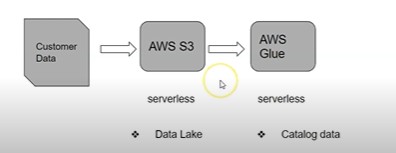 Customer
Data
AWS S3
AWS
Glue
serverless
serverless
❖ Data Lake
❖ Catalog data